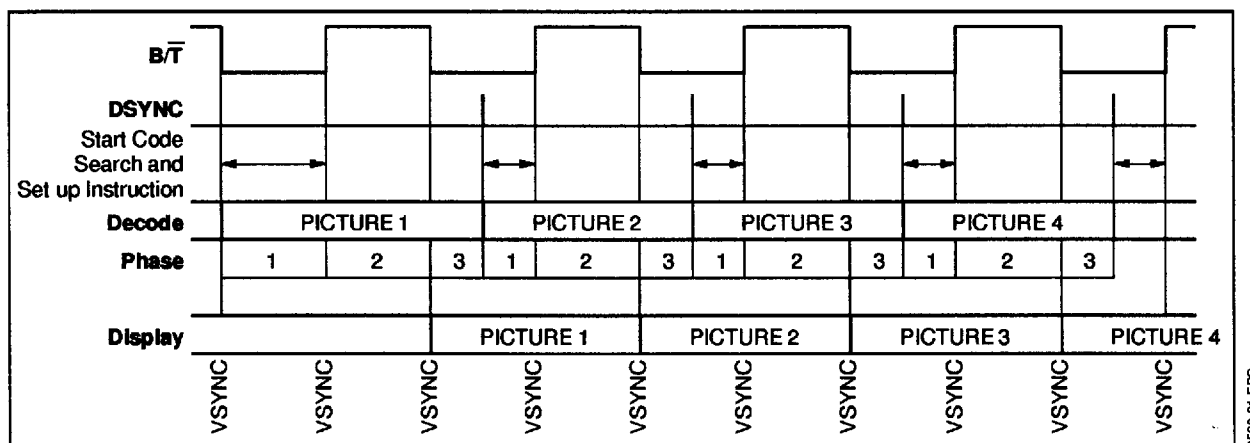 B/T̅
DSYNC
Start Code
Search and
Set up Instruction
Decode PICTURE 1 PICTURE 2 PICTURE 3 PICTURE 4
Phase 1 2 3 1 2 3 1 2 3 1 2 3
Display PICTURE 1 PICTURE 2 PICTURE 3 PICTURE 4
VSYNC VSYNC VSYNC VSYNC VSYNC VSYNC VSYNC VSYNC VSYNC VSYNC